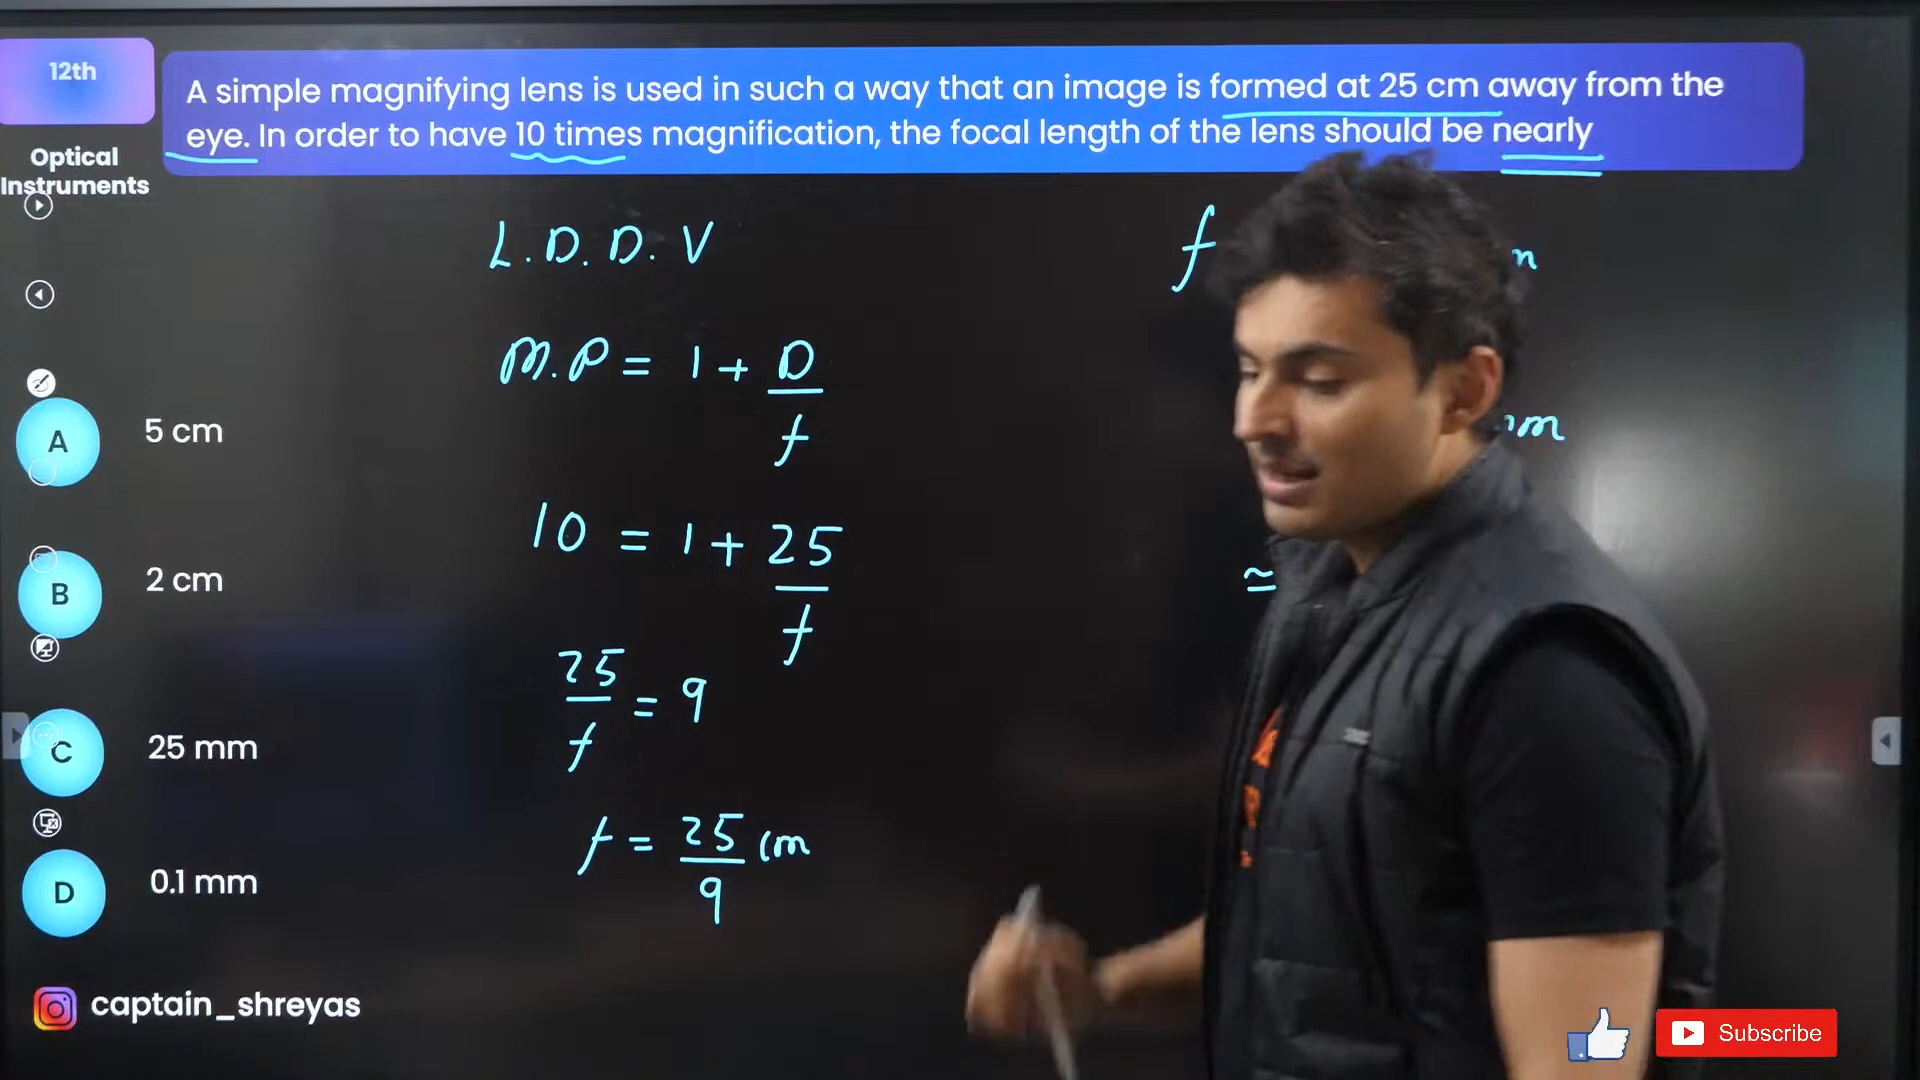 12th
A simple magnifying lens is used in such a way that an image is formed at 25 cm away from the
eye. In order to have 10 times magnification, the focal length of the lens should be nearly
Optical
Instruments
L.D.D.V
M.P = 1 + D/f
10 = 1 + 25/f
25/f = 9
f = 25/9 cm
f
m
mm
≃
A 5 cm
B 2 cm
C 25 mm
D 0.1 mm
captain_shreyas
Subscribe